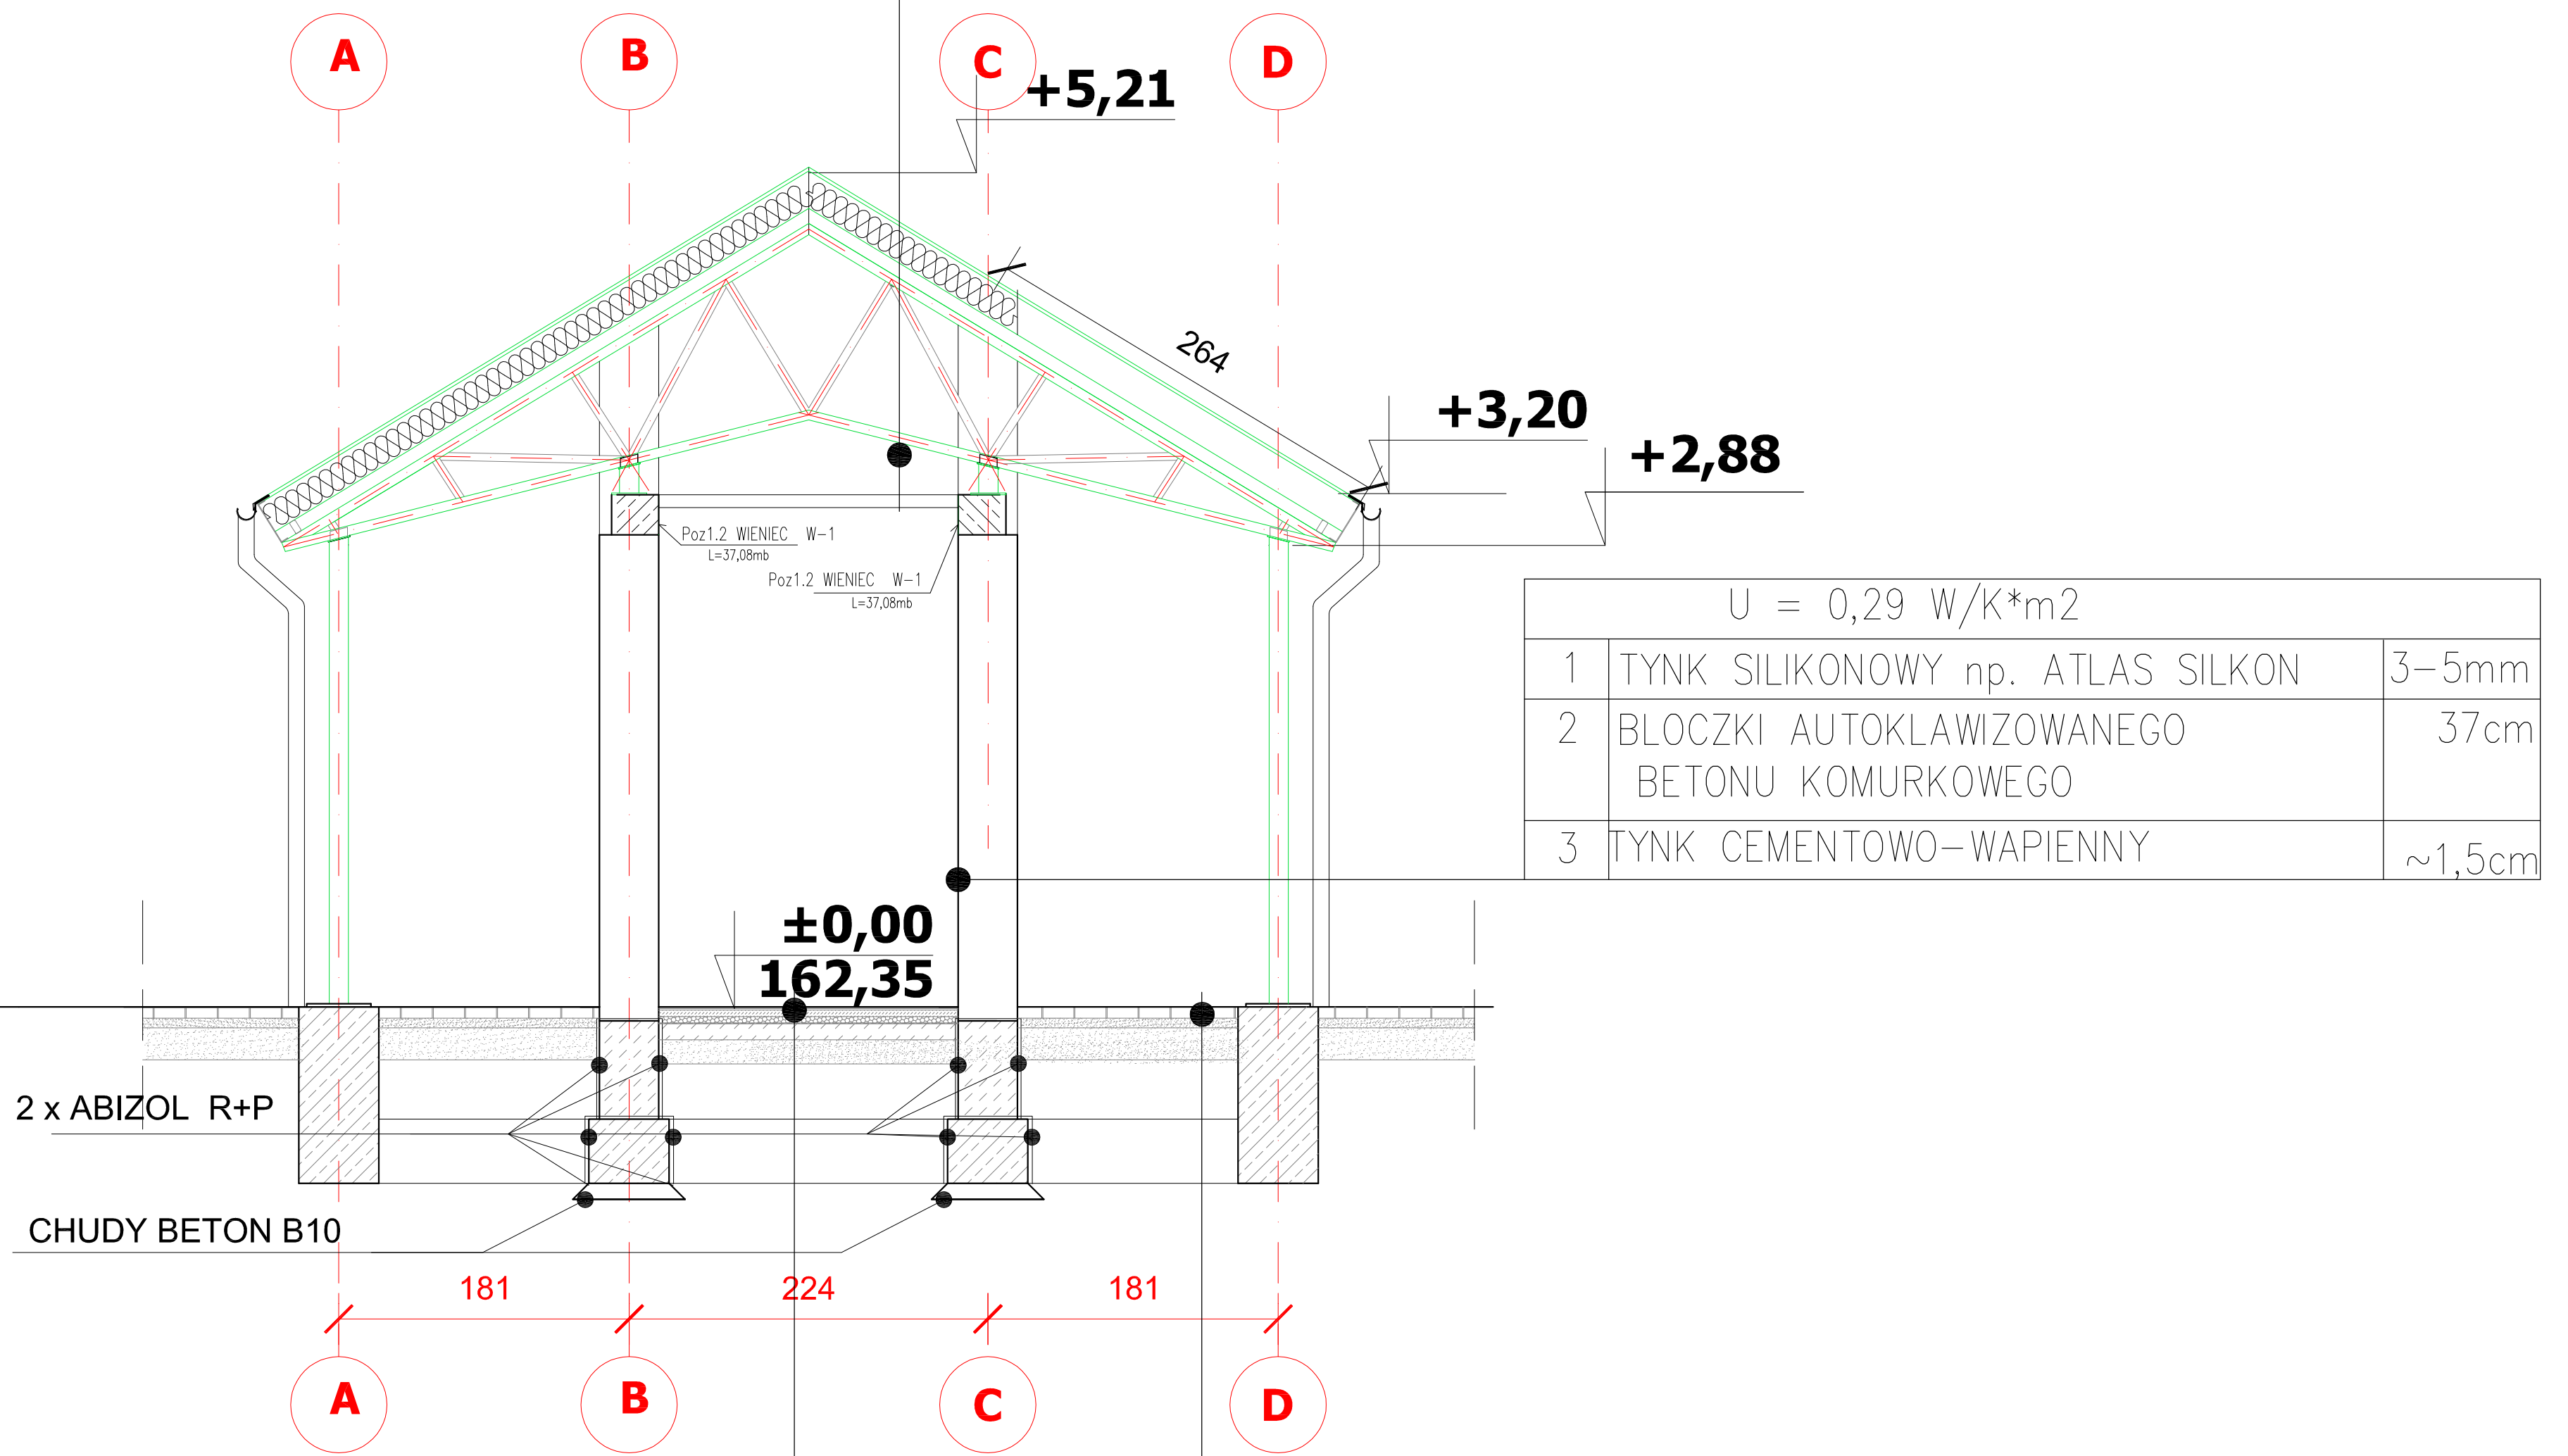 A B C D
+5,21
264
+3,20
+2,88
Poz1.2 WIENIEC W-1
L=37,08mb
Poz1.2 WIENIEC W-1
L=37,08mb
U = 0,29 W/K*m2
1 TYNK SILIKONOWY np. ATLAS SILKON 3-5mm
2 BLOCZKI AUTOKLAWIZOWANEGO 37cm
BETONU KOMURKOWEGO
3 TYNK CEMENTOWO-WAPIENNY ~1,5cm
±0,00
162,35
2 x ABIZOL R+P
CHUDY BETON B10
181 224 181
A B C D